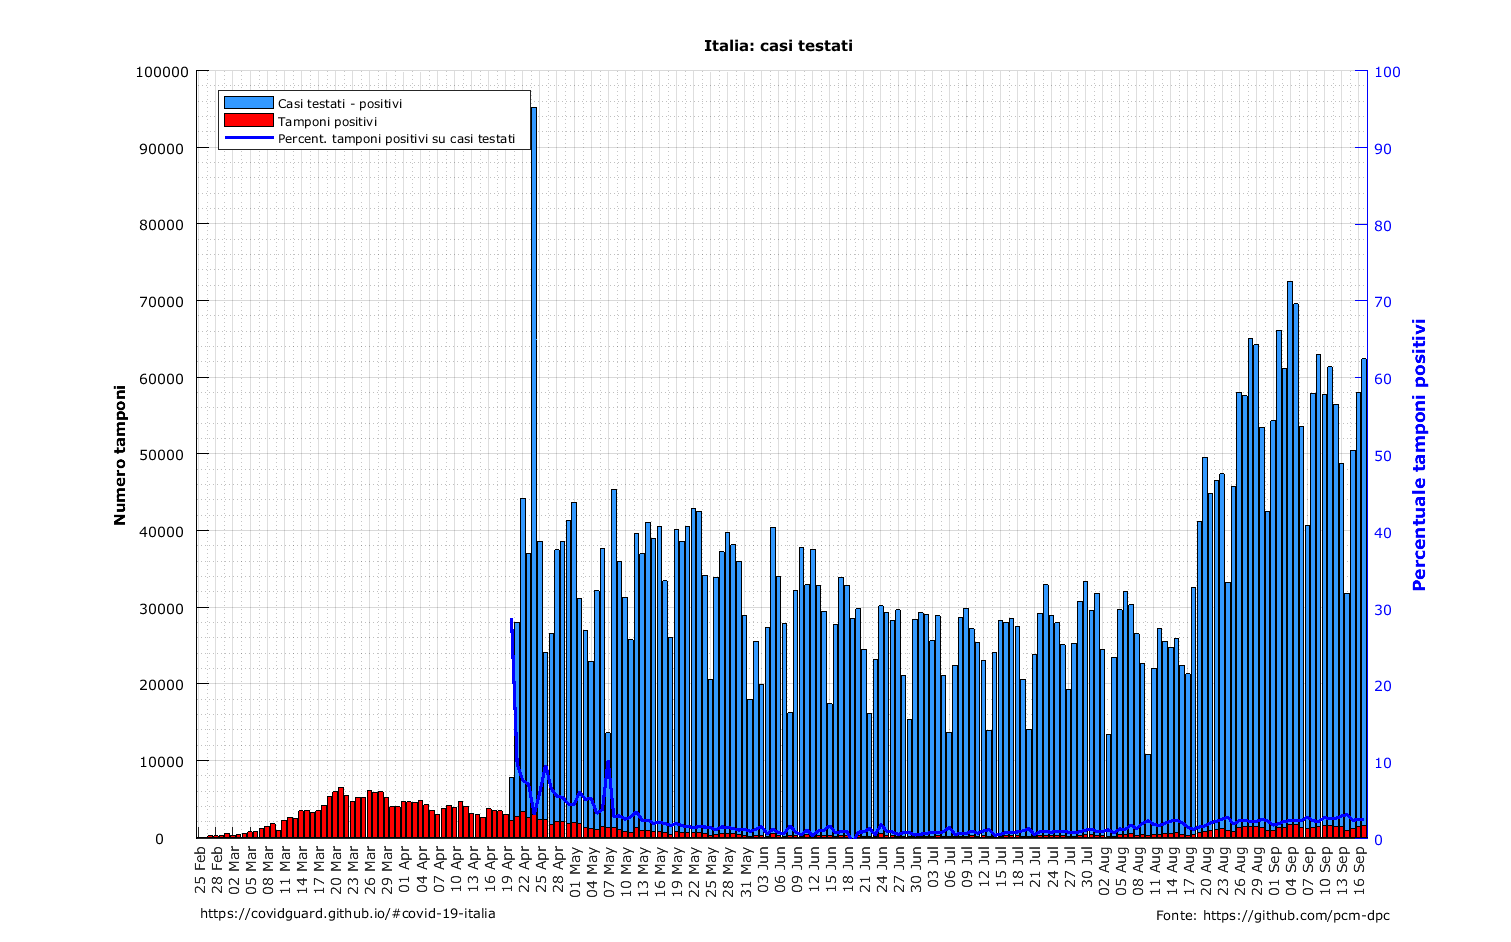 Italia: casi testati
100000
90000
80000
70000
60000
50000
40000
30000
20000
10000
0
Numero tamponi
Casi testati - positivi
Tamponi positivi
Percent. tamponi positivi su casi testati
100
90
80
70
60
50
40
30
20
10
0
Percentuale tamponi positivi
25 Feb
28 Feb
02 Mar
05 Mar
08 Mar
11 Mar
14 Mar
17 Mar
20 Mar
23 Mar
26 Mar
29 Mar
01 Apr
04 Apr
07 Apr
10 Apr
13 Apr
16 Apr
19 Apr
22 Apr
25 Apr
28 Apr
01 May
04 May
07 May
10 May
13 May
16 May
19 May
22 May
25 May
28 May
31 May
03 Jun
06 Jun
09 Jun
12 Jun
15 Jun
18 Jun
21 Jun
24 Jun
27 Jun
30 Jun
03 Jul
06 Jul
09 Jul
12 Jul
15 Jul
18 Jul
21 Jul
24 Jul
27 Jul
30 Jul
02 Aug
05 Aug
08 Aug
11 Aug
14 Aug
17 Aug
20 Aug
23 Aug
26 Aug
29 Aug
01 Sep
04 Sep
07 Sep
10 Sep
13 Sep
16 Sep
https://covidguard.github.io/#covid-19-italia
Fonte: https://github.com/pcm-dpc